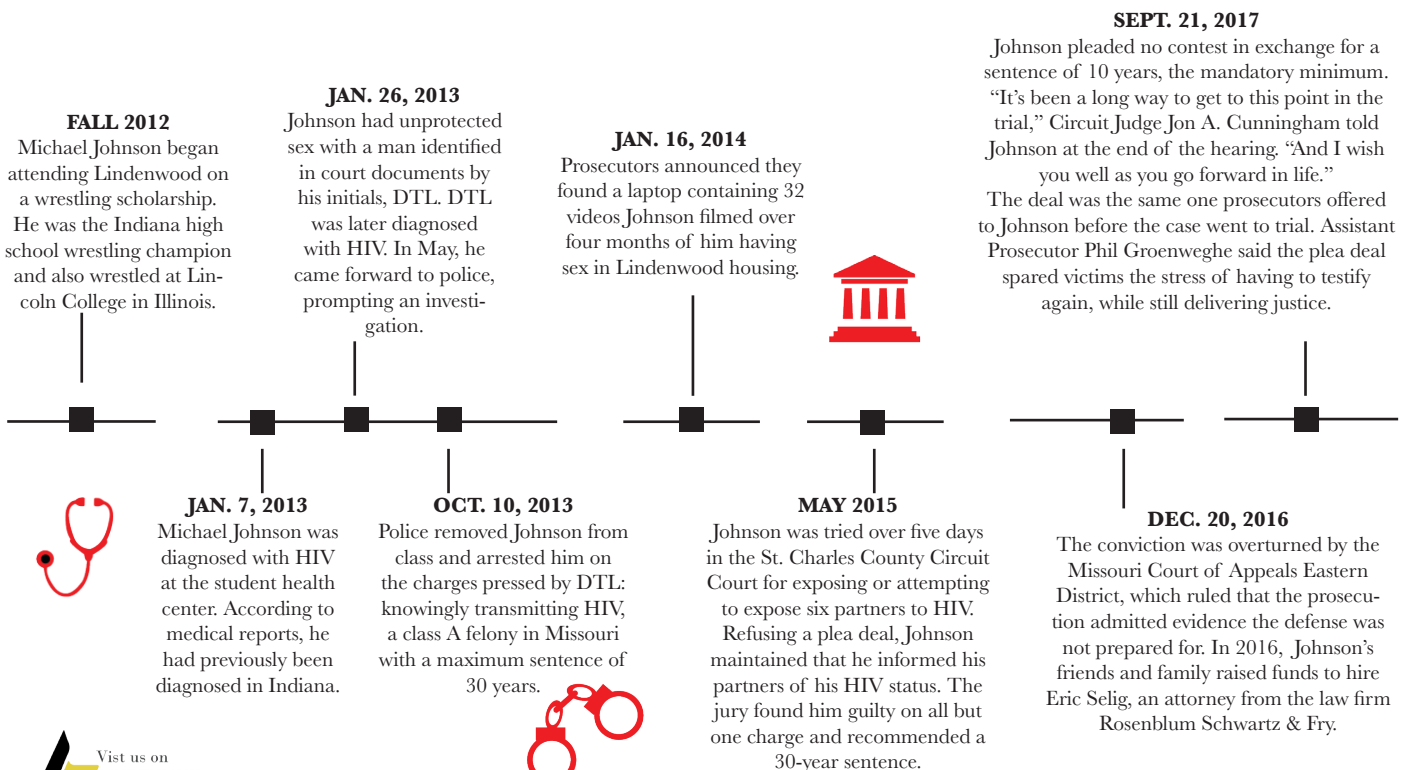 FALL 2012
Michael Johnson began
attending Lindenwood on
a wrestling scholarship.
He was the Indiana high
school wrestling champion
and also wrestled at Lin-
coln College in Illinois.
JAN. 7, 2013
Michael Johnson was
diagnosed with HIV
at the student health
center. According to
medical reports, he
had previously been
diagnosed in Indiana.
JAN. 26, 2013
Johnson had unprotected
sex with a man identified
in court documents by
his initials, DTL. DTL
was later diagnosed
with HIV. In May, he
came forward to police,
prompting an investi-
gation.
OCT. 10, 2013
Police removed Johnson from
class and arrested him on
the charges pressed by DTL:
knowingly transmitting HIV,
a class A felony in Missouri
with a maximum sentence of
30 years.
JAN. 16, 2014
Prosecutors announced they
found a laptop containing 32
videos Johnson filmed over
four months of him having
sex in Lindenwood housing.
MAY 2015
Johnson was tried over five days
in the St. Charles County Circuit
Court for exposing or attempting
to expose six partners to HIV.
Refusing a plea deal, Johnson
maintained that he informed his
partners of his HIV status. The
jury found him guilty on all but
one charge and recommended a
30-year sentence.
DEC. 20, 2016
The conviction was overturned by the
Missouri Court of Appeals Eastern
District, which ruled that the prosecu-
tion admitted evidence the defense was
not prepared for. In 2016, Johnson's
friends and family raised funds to hire
Eric Selig, an attorney from the law firm
Rosenblum Schwartz & Fry.
SEPT. 21, 2017
Johnson pleaded no contest in exchange for a
sentence of 10 years, the mandatory minimum.
“It's been a long way to get to this point in the
trial,” Circuit Judge Jon A. Cunningham told
Johnson at the end of the hearing. “And I wish
you well as you go forward in life.”
The deal was the same one prosecutors offered
to Johnson before the case went to trial. Assistant
Prosecutor Phil Groenweghe said the plea deal
spared victims the stress of having to testify
again, while still delivering justice.
Vist us on